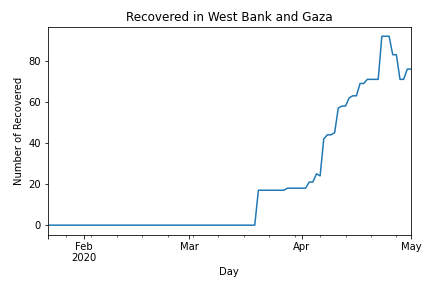 Recovered in West Bank and Gaza
Number of Recovered
80
60
40
20
0
Feb
2020
Mar
Apr
May
Day